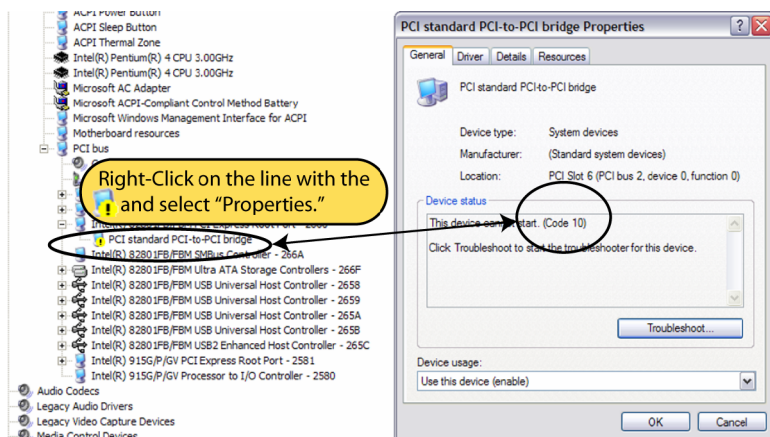 ACPI Power Button
ACPI Sleep Button
ACPI Thermal Zone
Intel(R) Pentium(R) 4 CPU 3.00GHz
Intel(R) Pentium(R) 4 CPU 3.00GHz
Microsoft AC Adapter
Microsoft ACPI-Compliant Control Method Battery
Microsoft Windows Management Interface for ACPI
Motherboard resources
PCI bus
Right-Click on the line with the
and select “Properties.”
PCI Express Root Port - 2660
PCI standard PCI-to-PCI bridge
Intel(R) 82801FB/FBM SMBus Controller - 266A
Intel(R) 82801FB/FBM Ultra ATA Storage Controllers - 266F
Intel(R) 82801FB/FBM USB Universal Host Controller - 2658
Intel(R) 82801FB/FBM USB Universal Host Controller - 2659
Intel(R) 82801FB/FBM USB Universal Host Controller - 265A
Intel(R) 82801FB/FBM USB Universal Host Controller - 265B
Intel(R) 82801FB/FBM USB2 Enhanced Host Controller - 265C
Intel(R) 915G/P/GV PCI Express Root Port - 2581
Intel(R) 915G/P/GV Processor to I/O Controller - 2580
Audio Codecs
Legacy Audio Drivers
Legacy Video Capture Devices
Media Control Devices
PCI standard PCI-to-PCI bridge Properties
General Driver Details Resources
PCI standard PCI-to-PCI bridge
Device type: System devices
Manufacturer: (Standard system devices)
Location: PCI Slot 6 (PCI bus 2, device 0, function 0)
Device status
This device cannot start. (Code 10)
Click Troubleshoot to start the troubleshooter for this device.
Troubleshoot...
Device usage:
Use this device (enable)
OK Cancel